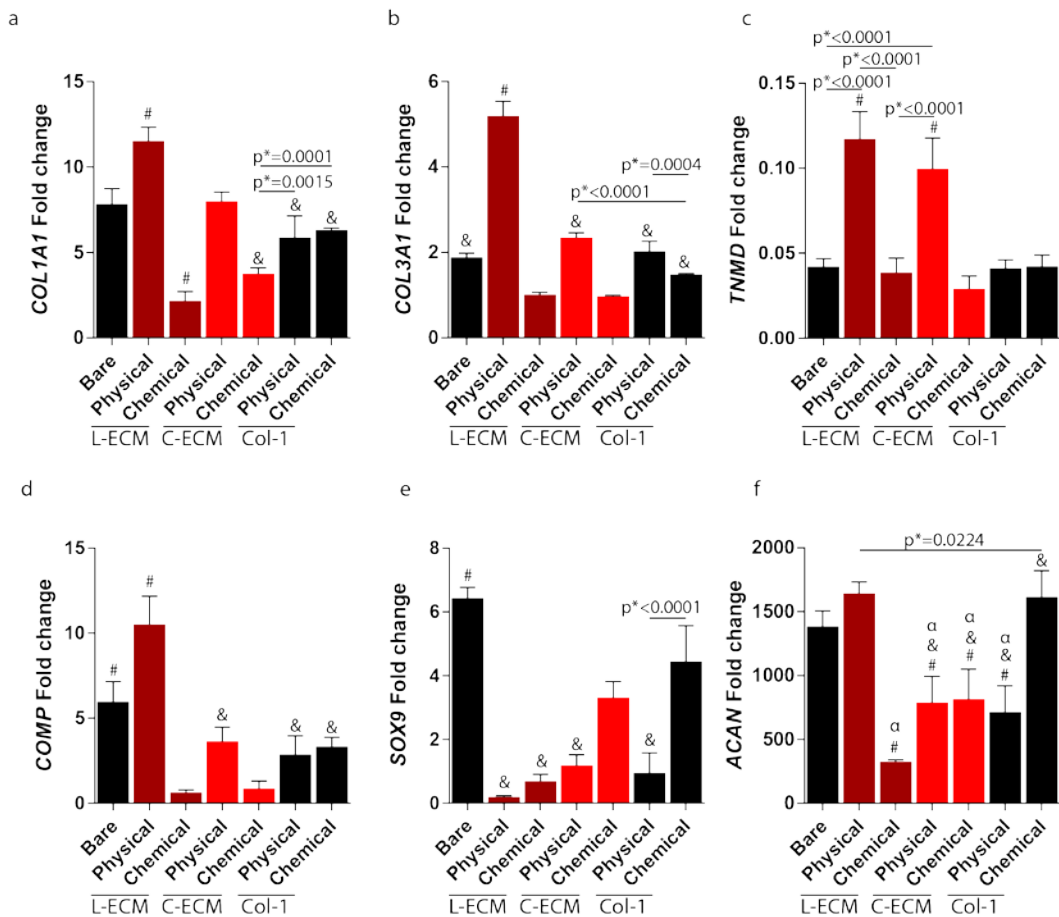 a
b
c
COL1A1 Fold change
15
10
5
0
#
#
&
&
&
p*=0.0001
p*=0.0015
Bare
Physical
Chemical
Physical
Chemical
Physical
Chemical
L-ECM
C-ECM
Col-1
COL3A1 Fold change
6
4
2
0
&
#
&
&
&
p*=0.0004
p*<0.0001
Bare
Physical
Chemical
Physical
Chemical
Physical
Chemical
L-ECM
C-ECM
Col-1
TNMD Fold change
0.15
0.10
0.05
0.00
p*<0.0001
p*<0.0001
p*<0.0001
p*<0.0001
#
#
Bare
Physical
Chemical
Physical
Chemical
Physical
Chemical
L-ECM
C-ECM
Col-1
d
e
f
COMP Fold change
15
10
5
0
#
#
&
&
&
Bare
Physical
Chemical
Physical
Chemical
Physical
Chemical
L-ECM
C-ECM
Col-1
SOX9 Fold change
8
6
4
2
0
#
&
&
&
&
p*<0.0001
Bare
Physical
Chemical
Physical
Chemical
Physical
Chemical
L-ECM
C-ECM
Col-1
ACAN Fold change
2000
1500
1000
500
0
p*=0.0224
&
α
#
α
&
#
α
&
#
α
&
#
Bare
Physical
Chemical
Physical
Chemical
Physical
Chemical
L-ECM
C-ECM
Col-1